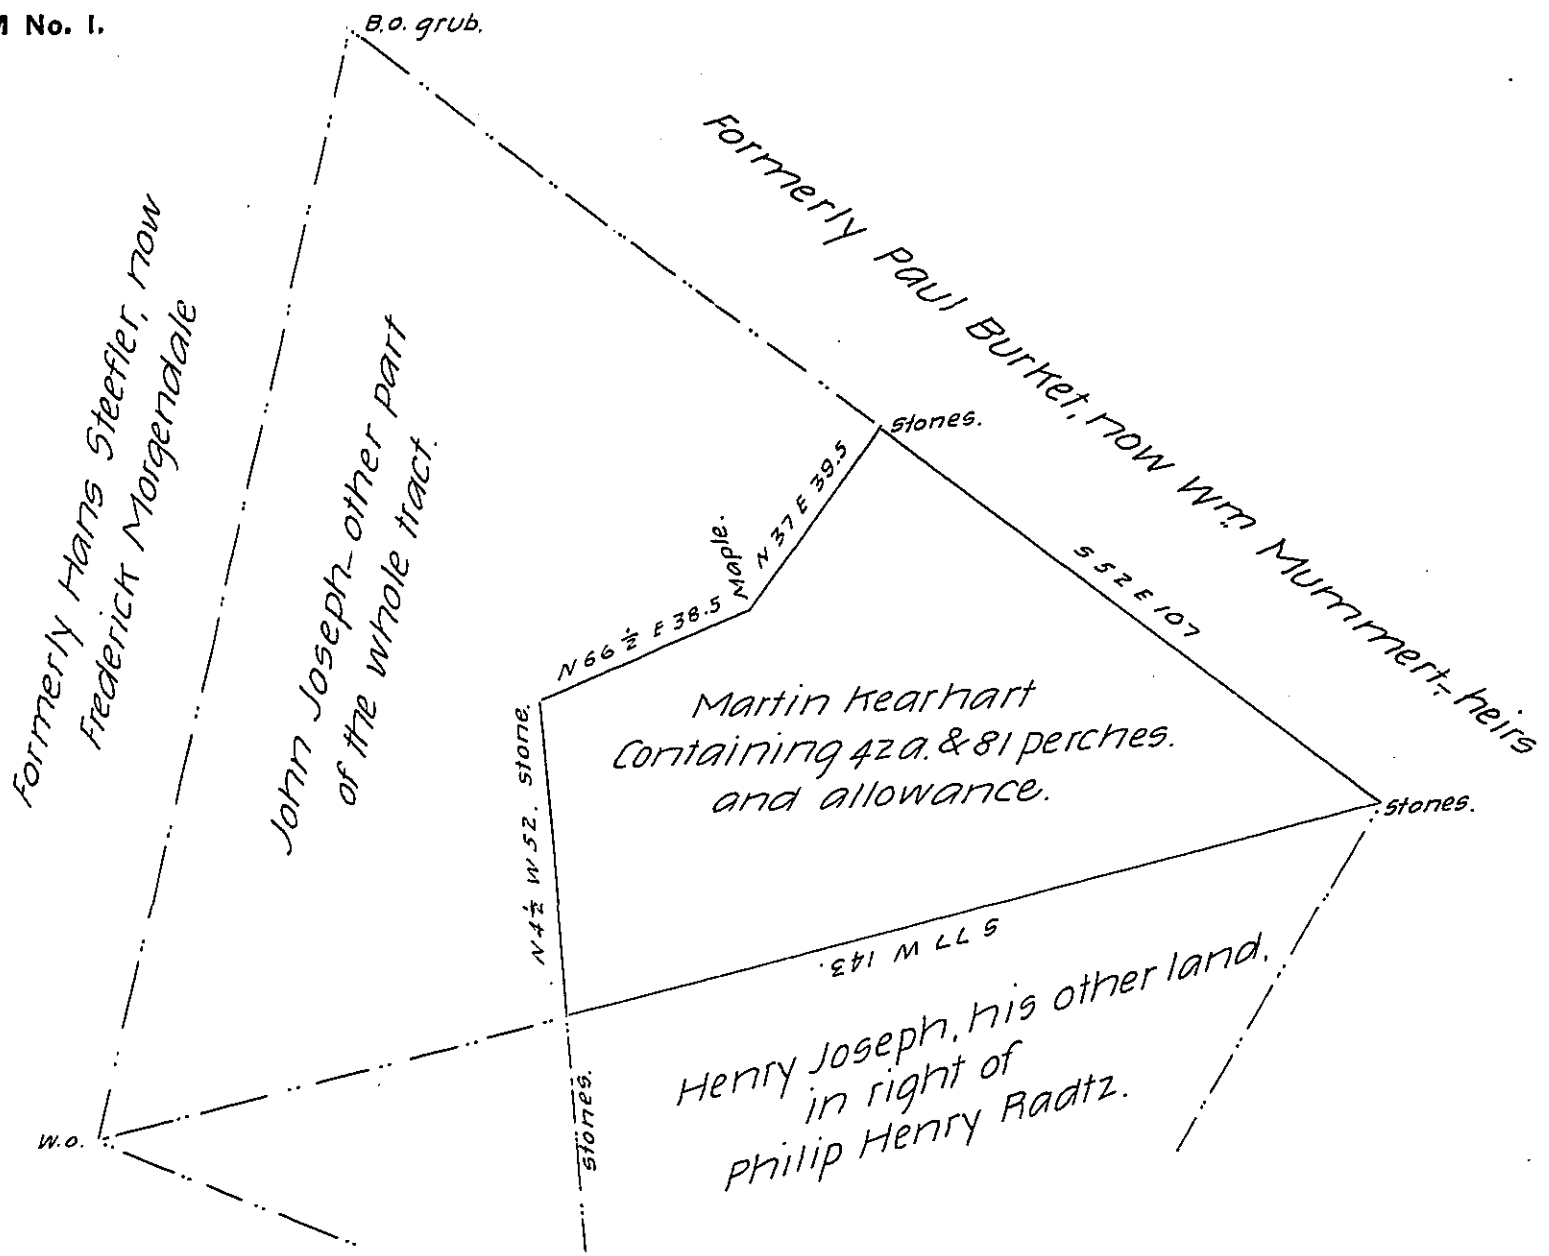 No. 1.
B.o. grub.
Formerly Paul Burket, now Wm Mummert-heirs
Formerly Hans Steefler, now
Frederick Morgendale
John Joseph-other part
of the whole tract.
Stones.
N 37 E 39.5
Maple.
N 66 ½ E 38.5
S 52 E 107
Martin Kearhart
Containing 42a. & 81 perches.
and allowance.
stone.
N 4½ W 52.
Stones.
S 77 W 143.
Henry Joseph, his other land.
in right of
Philip Henry Radtz.
stones.
W.o.